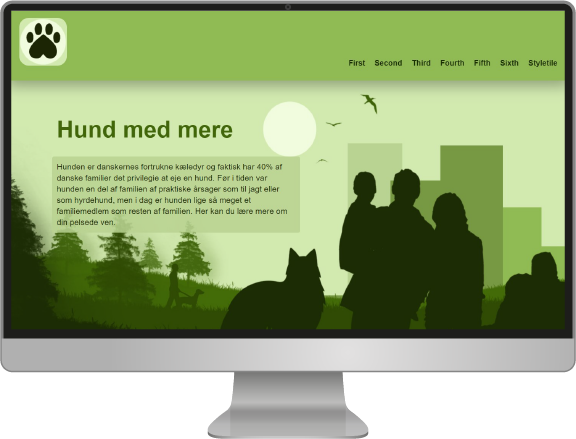 First Second Third Fourth Fifth Sixth Styletile
Hund med mere
Hunden er danskernes fortrukne kæledyr og faktisk har 40% af
danske familier det privilegie at eje en hund. Før i tiden var
hunden en del af familien af praktiske årsager som til jagt eller
som hyrdehund, men i dag er hunden lige så meget et
familiemedlem som resten af familien. Her kan du lære mere om
din pelsede ven.